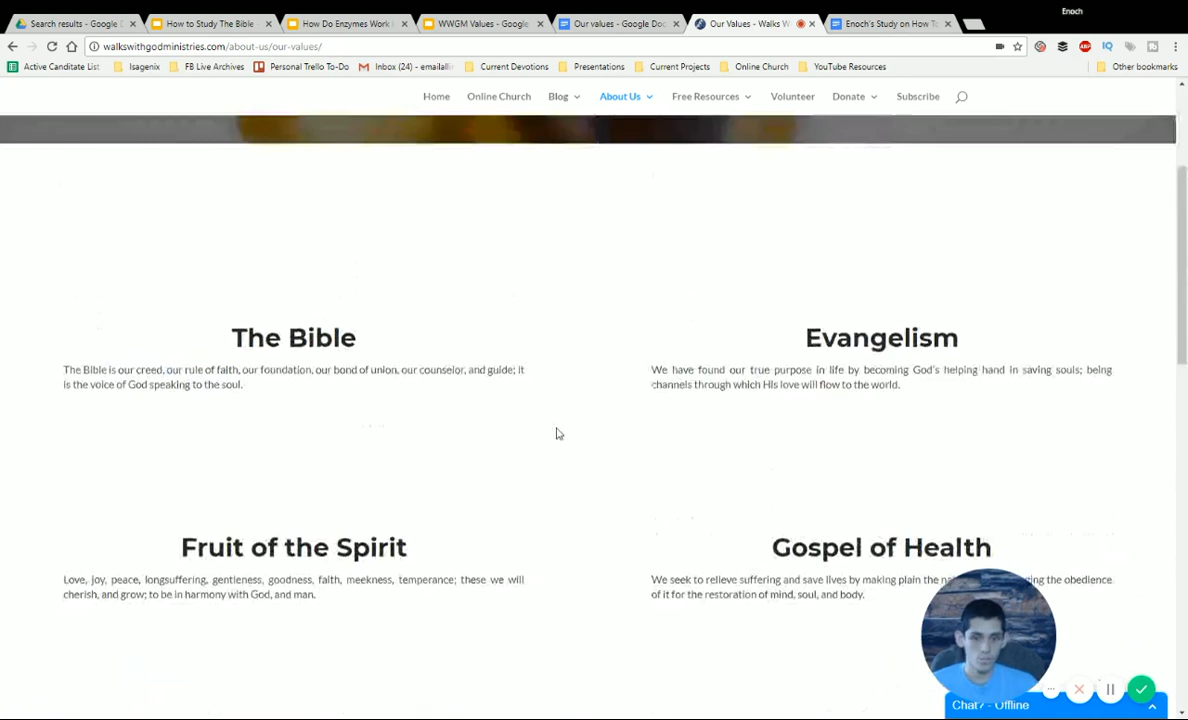 Enoch
Search results - Google
How to Study The Bible
How Do Enzymes Work
WWGM Values - Google
Our values - Google Doc
Our Values - Walks W
Enoch's Study on How To
walkswithgodministries.com/about-us/our-values/
ABP
IQ
Active Canditate List
Isagenix
FB Live Archives
Personal Trello To-Do
Inbox (24) - emailalli
Current Devotions
Presentations
Current Projects
Online Church
YouTube Resources
Other bookmarks
Home Online Church Blog About Us Free Resources Volunteer Donate Subscribe
The Bible
The Bible is our creed, our rule of faith, our foundation, our bond of union, our counselor, and guide; it
is the voice of God speaking to the soul.
Evangelism
We have found our true purpose in life by becoming God's helping hand in saving souls; being
channels through which His love will flow to the world.
Fruit of the Spirit
Love, joy, peace, longsuffering, gentleness, goodness, faith, meekness, temperance; these we will
cherish, and grow; to be in harmony with God, and man.
Gospel of Health
We seek to relieve suffering and save lives by making plain the the obedience
of it for the restoration of mind, soul, and body.
Chat? - Offline